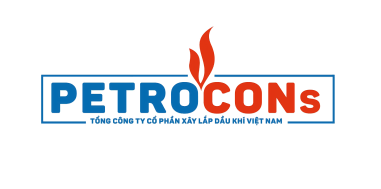 PETROCONs
TỔNG CÔNG TY CỔ PHẦN XÂY LẮP DẦU KHÍ VIỆT NAM